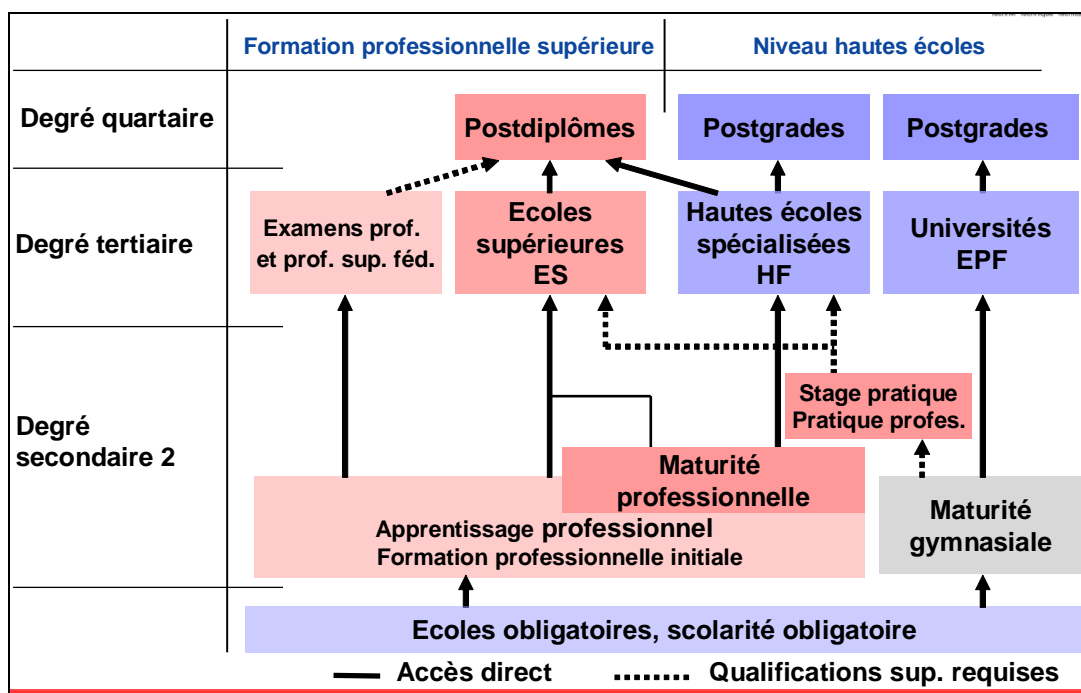 Formation professionnelle supérieure
Niveau hautes écoles
Degré quartaire
Postdiplômes
Postgrades
Postgrades
Degré tertiaire
Examens prof.
et prof. sup. féd.
Ecoles
supérieures
ES
Hautes écoles
spécialisées
HF
Universités
EPF
Degré
secondaire 2
Stage pratique
Pratique profes.
Maturité
professionnelle
Apprentissage professionnel
Formation professionnelle initiale
Maturité
gymnasiale
Ecoles obligatoires, scolarité obligatoire
Accès direct
Qualifications sup. requises